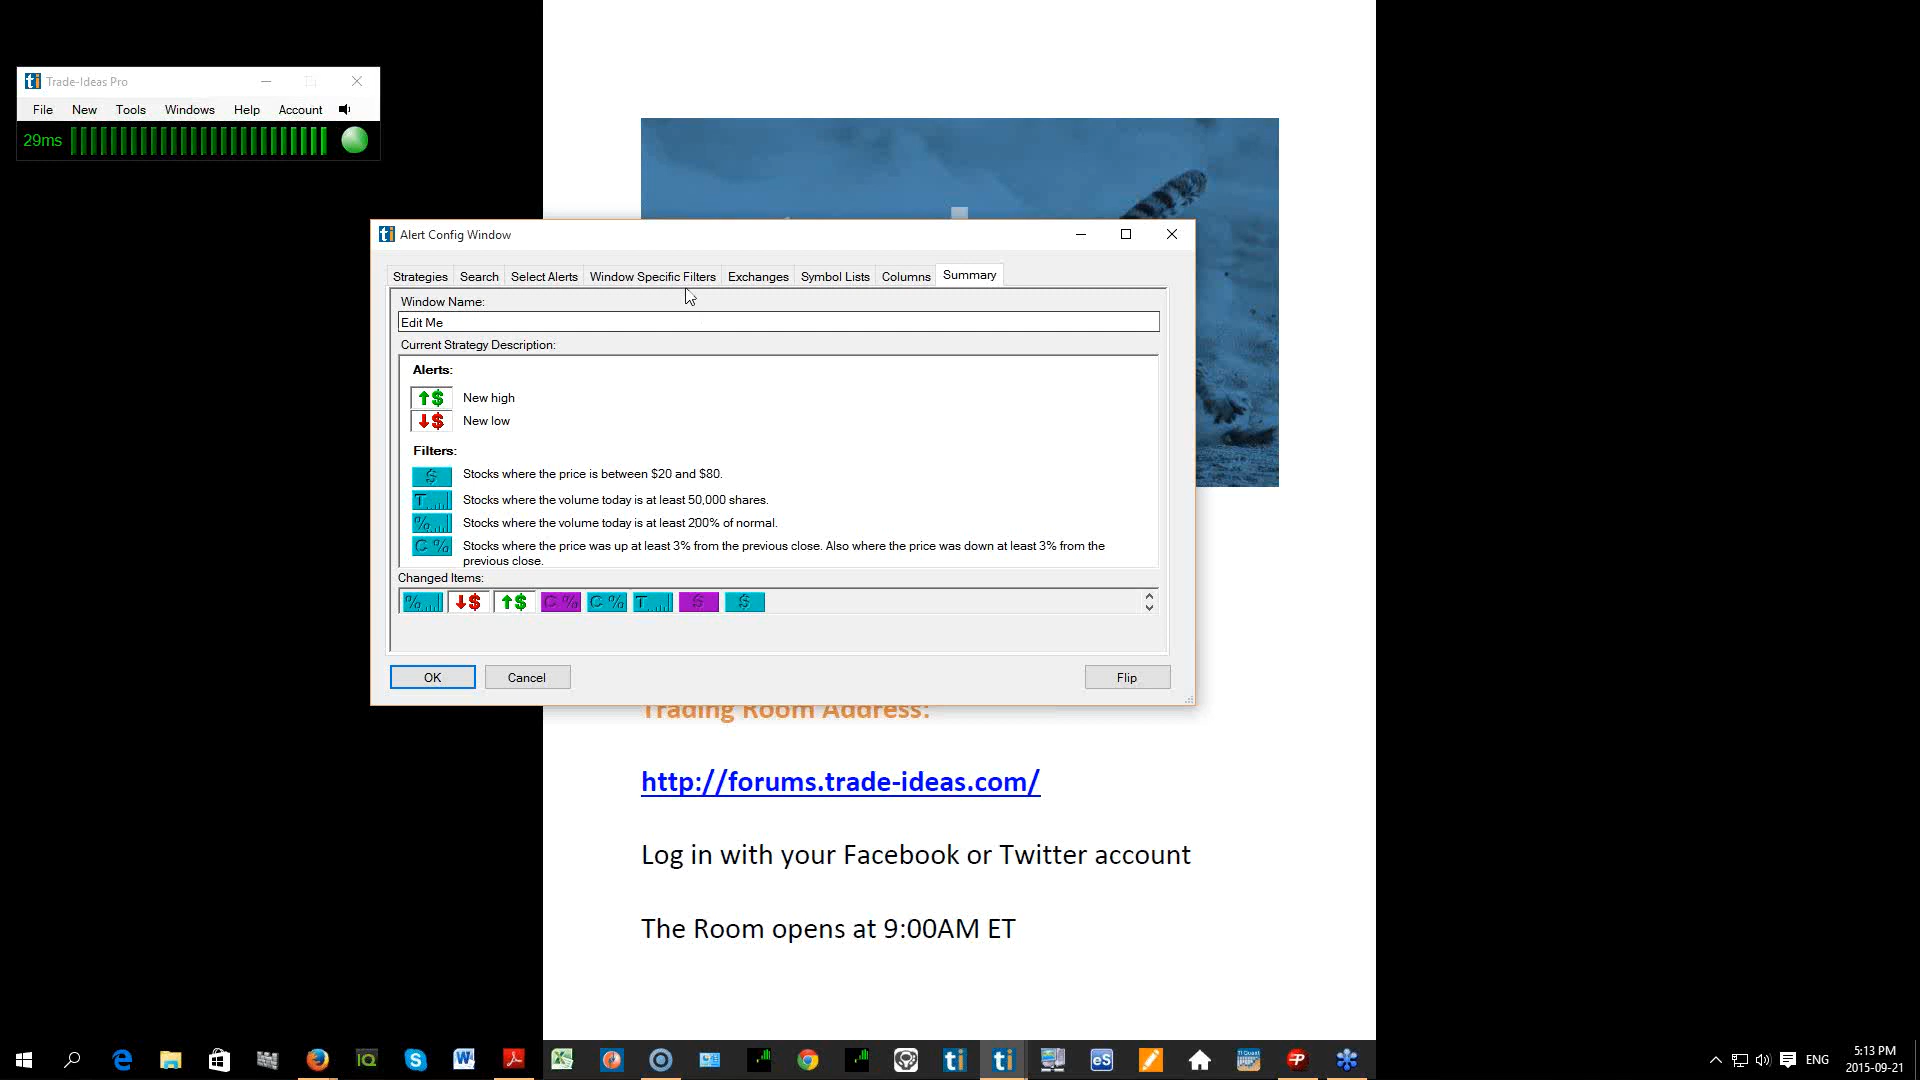 Trade-Ideas Pro
File New Tools Windows Help Account
29ms
Alert Config Window
Strategies Search Select Alerts Window Specific Filters Exchanges Symbol Lists Columns Summary
Window Name:
Edit Me
Current Strategy Description:
Alerts:
↑$ New high
↓$ New low
Filters:
$ Stocks where the price is between $20 and $80.
T Stocks where the volume today is at least 50,000 shares.
% Stocks where the volume today is at least 200% of normal.
C % Stocks where the price was up at least 3% from the previous close. Also where the price was down at least 3% from the
previous close.
Changed Items:
% ↓$ ↑$ C % C % T $ $
OK Cancel Flip
Trading Room Address:
http://forums.trade-ideas.com/
Log in with your Facebook or Twitter account
The Room opens at 9:00AM ET
ENG
5:13 PM
2015-09-21